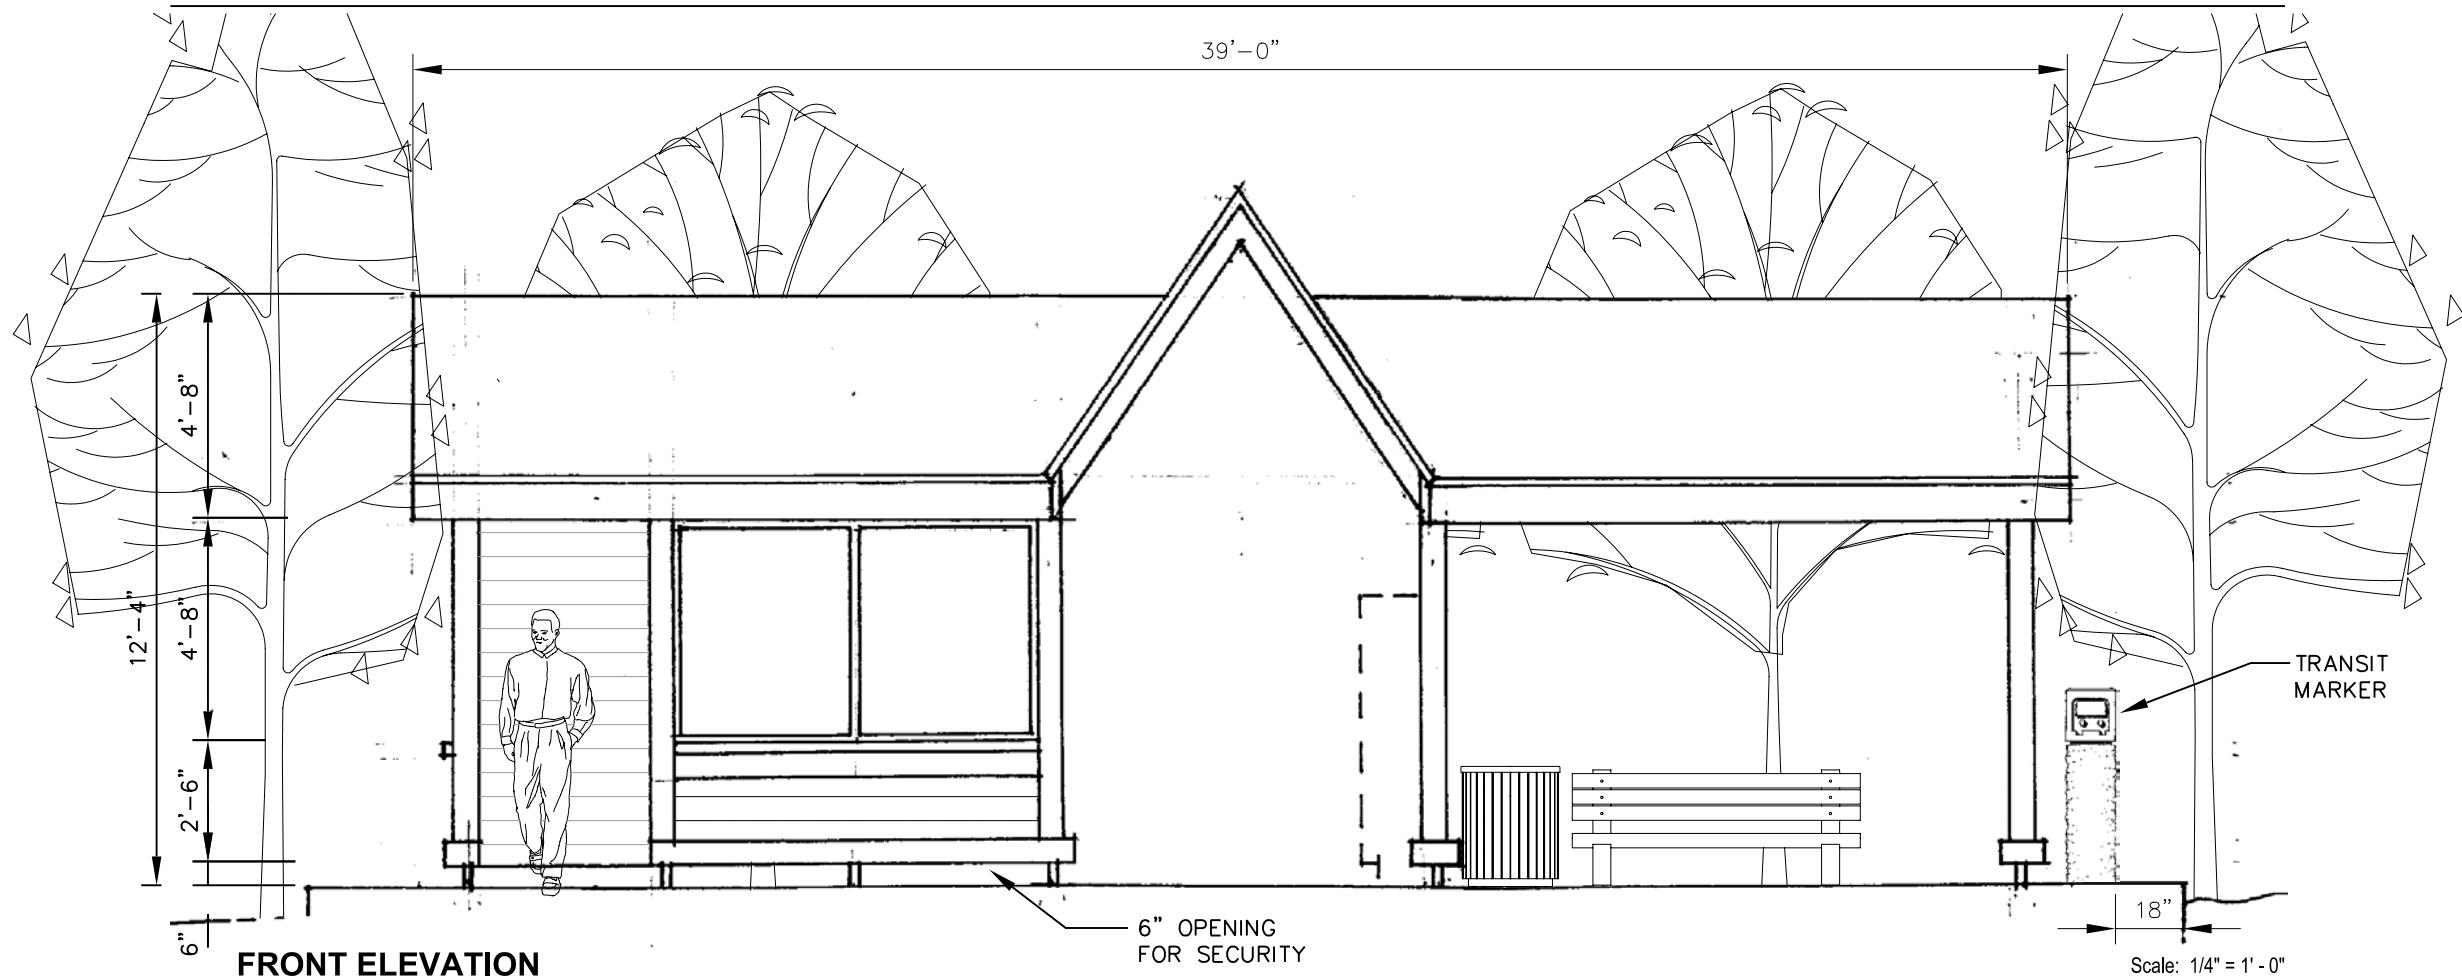 39'-0"
4'-8"
12'-4"
4'-8"
2'-6"
6"
TRANSIT
MARKER
18"
6" OPENING
FOR SECURITY
FRONT ELEVATION
Scale: 1/4" = 1' - 0"